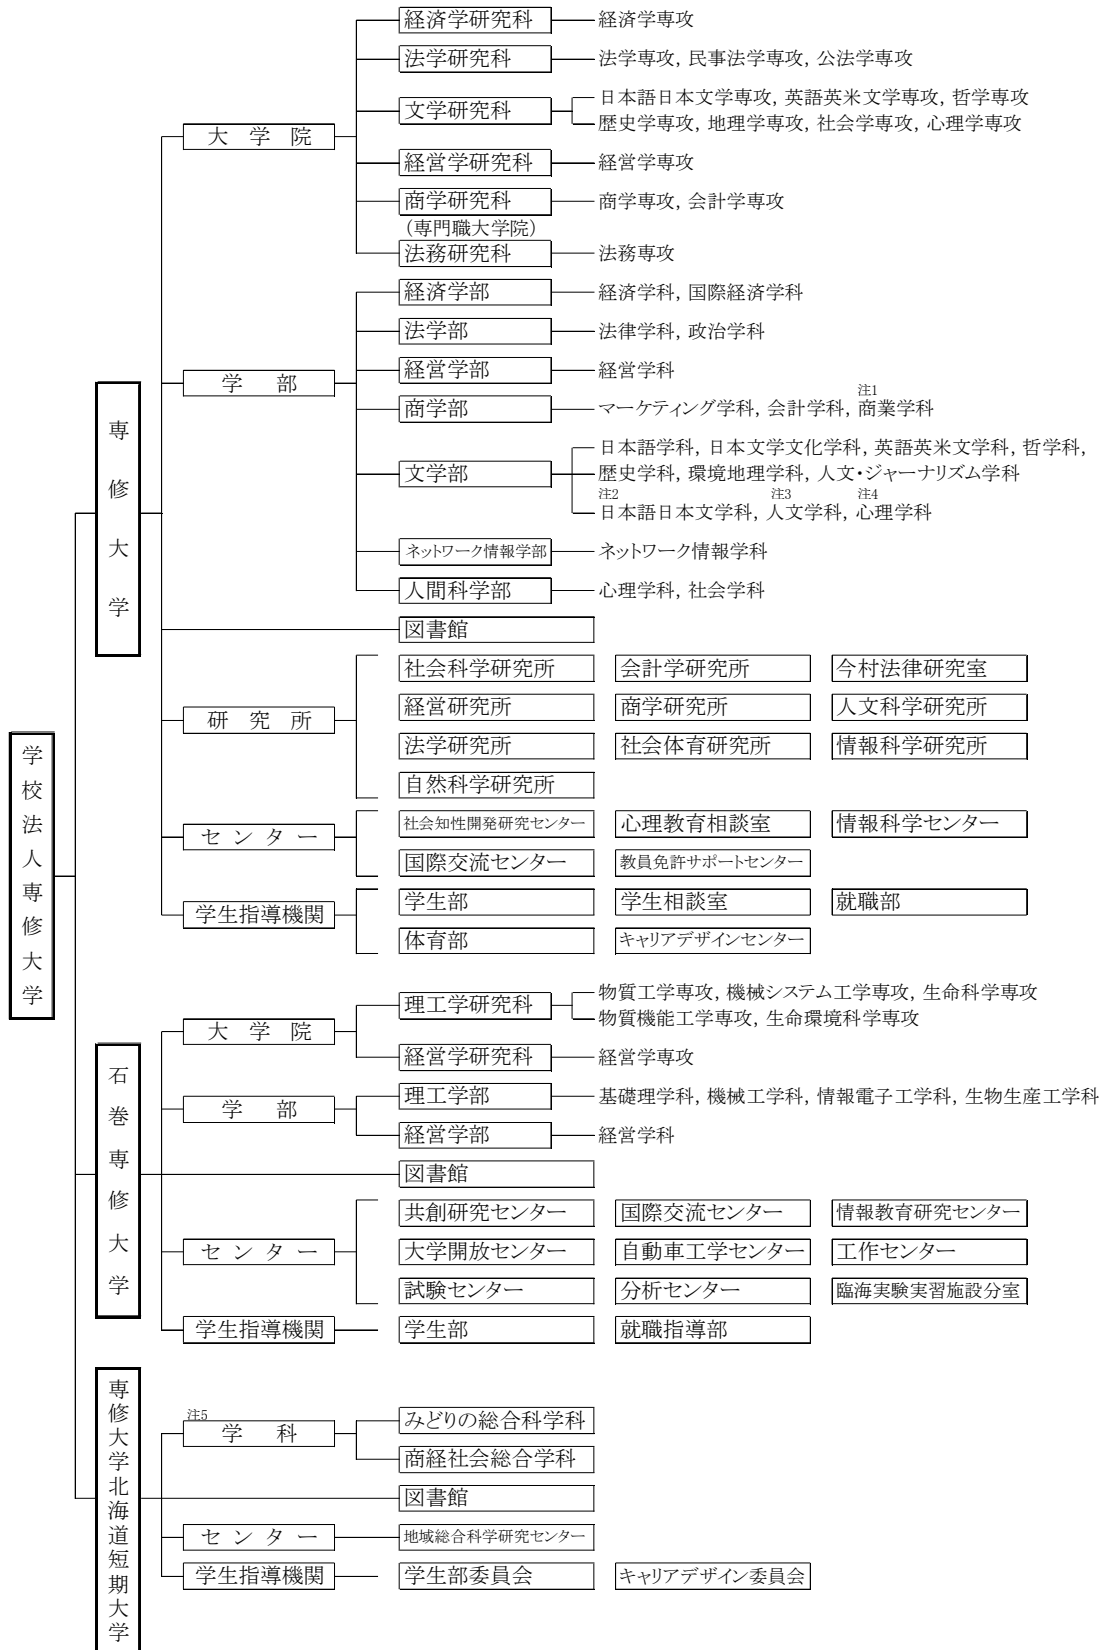 学校法人専修大学
専修大学
大学院
経済学研究科 経済学専攻
法学研究科 法学専攻, 民事法学専攻, 公法学専攻
文学研究科 日本語日本文学専攻, 英語英米文学専攻, 哲学専攻
歴史学専攻, 地理学専攻, 社会学専攻, 心理学専攻
経営学研究科 経営学専攻
商学研究科 商学専攻, 会計学専攻
(専門職大学院)
法務研究科 法務専攻
学部
経済学部 経済学科, 国際経済学科
法学部 法律学科, 政治学科
経営学部 経営学科
注1
商学部 マーケティング学科, 会計学科, 商業学科
日本語学科, 日本文学文化学科, 英語英米文学科, 哲学科,
文学部 歴史学科, 環境地理学科, 人文・ジャーナリズム学科
注2 注3 注4
日本語日本文学科, 人文学科, 心理学科
ネットワーク情報学部 ネットワーク情報学科
人間科学部 心理学科, 社会学科
図書館
研究所
社会科学研究所 会計学研究所 今村法律研究室
経営研究所 商学研究所 人文科学研究所
法学研究所 社会体育研究所 情報科学研究所
自然科学研究所
センター
社会知性開発研究センター 心理教育相談室 情報科学センター
国際交流センター 教員免許サポートセンター
学生指導機関
学生部 学生相談室 就職部
体育部 キャリアデザインセンター
石巻専修大学
大学院
理工学研究科 物質工学専攻, 機械システム工学専攻, 生命科学専攻
物質機能工学専攻, 生命環境科学専攻
経営学研究科 経営学専攻
学部
理工学部 基礎理学科, 機械工学科, 情報電子工学科, 生物生産工学科
経営学部 経営学科
図書館
センター
共創研究センター 国際交流センター 情報教育研究センター
大学開放センター 自動車工学センター 工作センター
試験センター 分析センター 臨海実験実習施設分室
学生指導機関 学生部 就職指導部
専修大学北海道短期大学
注5
学科
みどりの総合科学科
商経社会総合学科
図書館
センター 地域総合科学研究センター
学生指導機関 学生部委員会 キャリアデザイン委員会